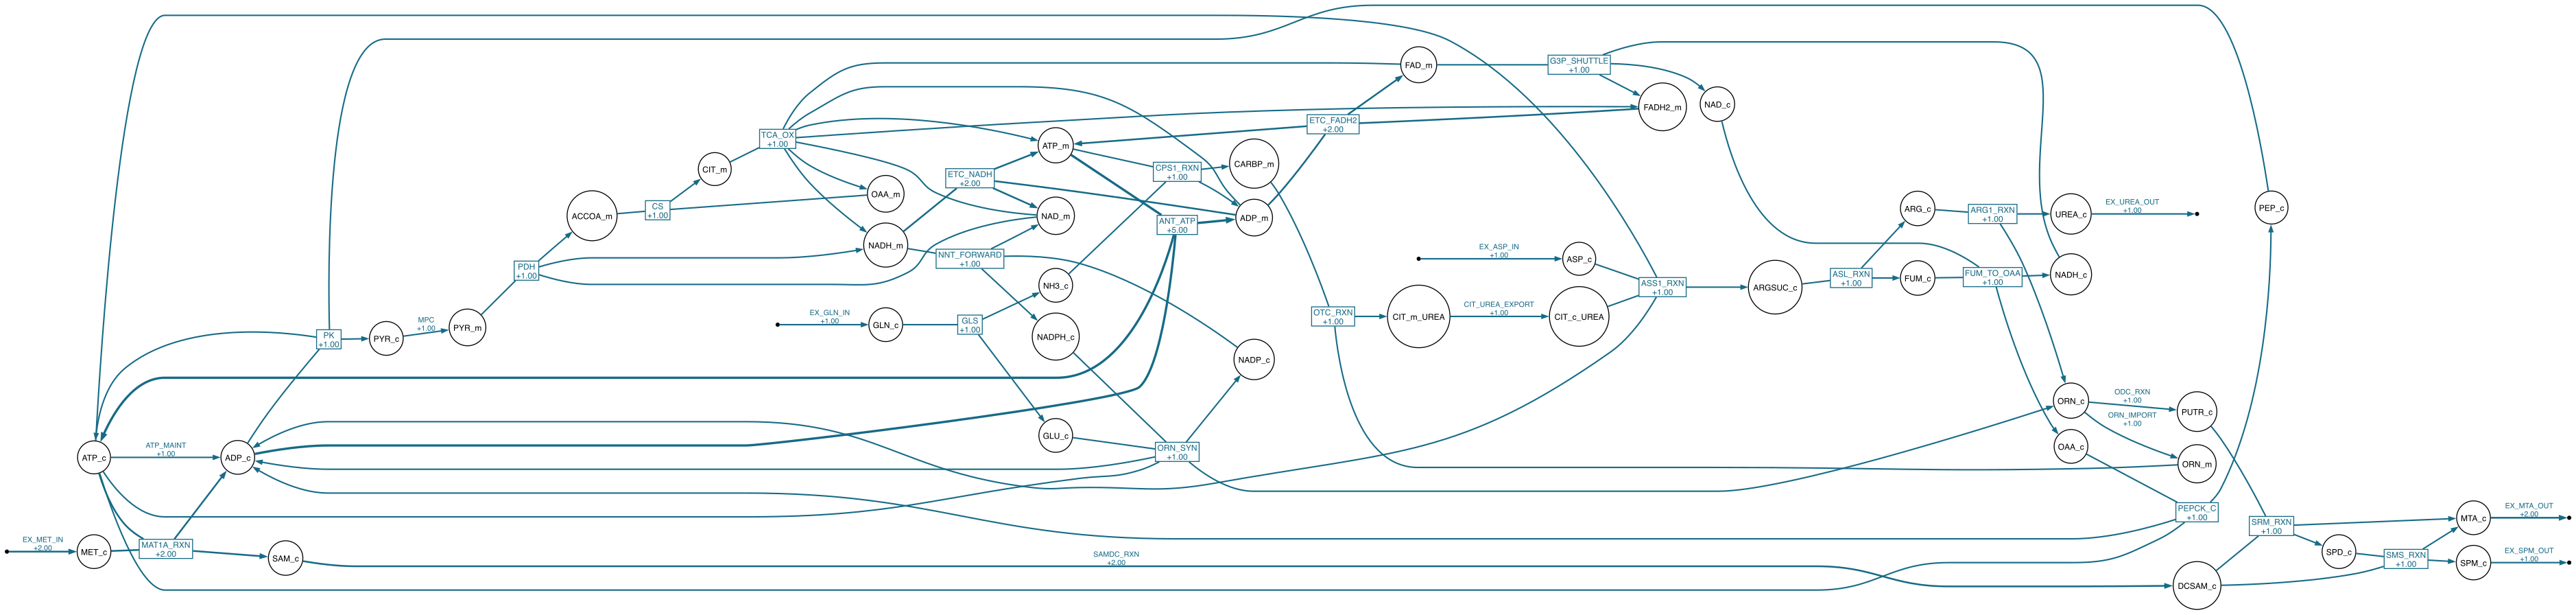 FAD_m
G3P_SHUTTLE
+1.00
FADH2_m
NAD_c
ETC_FADH2
+2.00
TCA_OX
+1.00
ATP_m
CIT_m
CPS1_RXN
+1.00
CARBP_m
ETC_NADH
+2.00
OAA_m
CS
+1.00
ACCOA_m
NAD_m
ADP_m
ANT_ATP
+5.00
ARG_c
ARG1_RXN
+1.00
UREA_c
EX_UREA_OUT
+1.00
PEP_c
NADH_m
NNT_FORWARD
+1.00
PDH
+1.00
EX_ASP_IN
+1.00
ASP_c
ASL_RXN
+1.00
FUM_c
FUM_TO_OAA
+1.00
NADH_c
NH3_c
ASS1_RXN
+1.00
ARGSUC_c
MPC
+1.00
PYR_m
PK
+1.00
PYR_c
EX_GLN_IN
+1.00
GLN_c
GLS
+1.00
NADPH_c
NADP_c
OTC_RXN
+1.00
CIT_m_UREA
CIT_UREA_EXPORT
+1.00
CIT_c_UREA
ORN_c
ODC_RXN
+1.00
PUTR_c
ORN_IMPORT
+1.00
GLU_c
ORN_SYN
+1.00
OAA_c
ORN_m
ATP_c
ATP_MAINT
+1.00
ADP_c
PEPCK_C
+1.00
SRM_RXN
+1.00
MTA_c
EX_MTA_OUT
+2.00
EX_MET_IN
+2.00
MET_c
MAT1A_RXN
+2.00
SAM_c
SAMDC_RXN
+2.00
SPD_c
SMS_RXN
+1.00
SPM_c
EX_SPM_OUT
+1.00
DCSAM_c